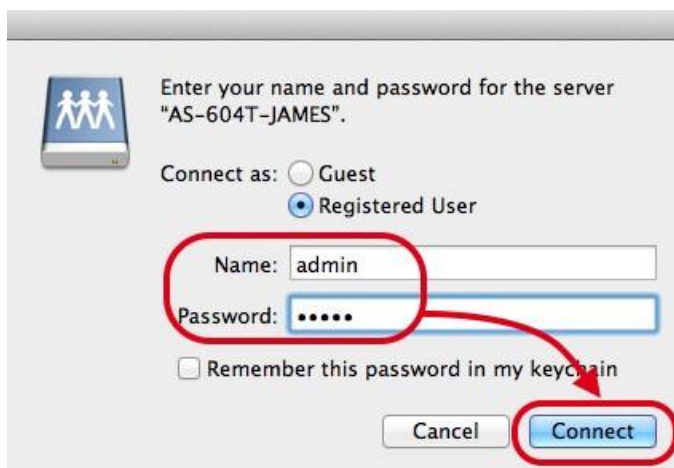 Enter your name and password for the server
“AS-604T-JAMES”.
Connect as: Guest
Registered User
Name: admin
Password: •••••
Remember this password in my keychain
Cancel Connect